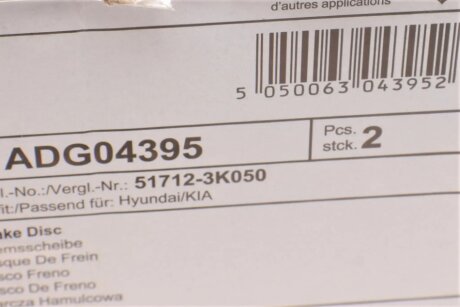 d'autres applications
5 050063 043952
ADG04395
Pcs.
stck. 2
l.-No.:/Vergl.-Nr.: 51712-3K050
fit:/Passend für: Hyundai/KIA
ake Disc
emsscheibe
sque De Frein
sco Freno
sco De Freno
arcza Hamulcowa